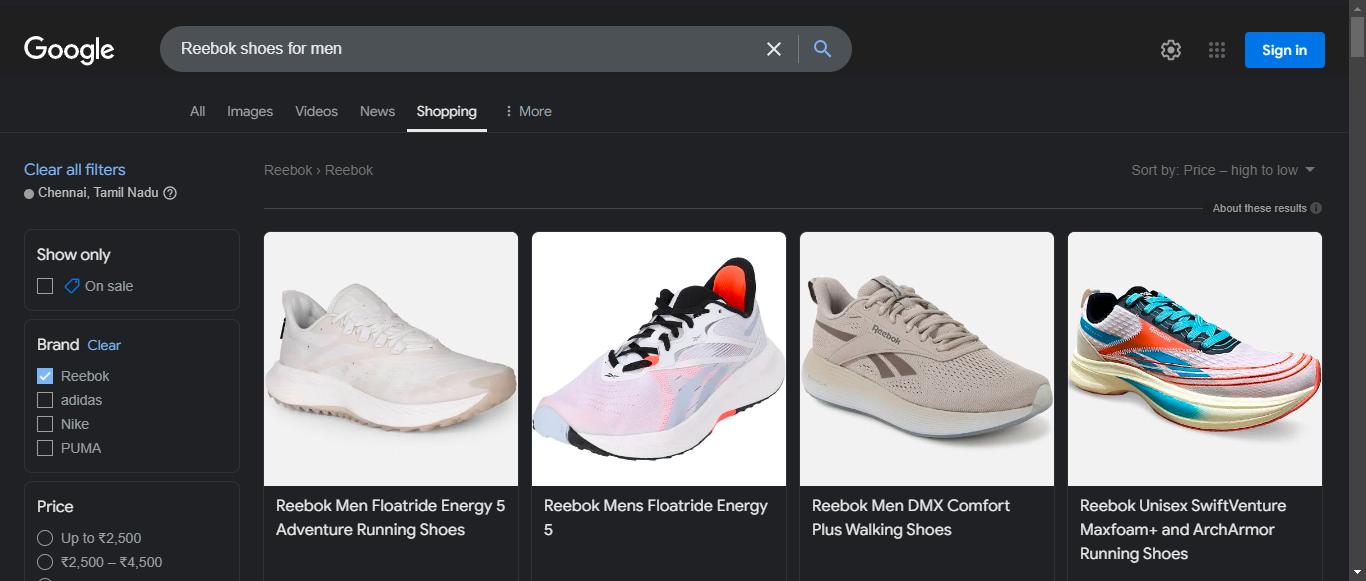 Google
Reebok shoes for men
Sign in
All Images Videos News Shopping More
Clear all filters
Chennai, Tamil Nadu
Reebok › Reebok
Sort by: Price – high to low
About these results
Show only
On sale
Brand Clear
Reebok
adidas
Nike
PUMA
Price
Up to ₹2,500
₹2,500 – ₹4,500
Reebok
Reebok Men Floatride Energy 5
Adventure Running Shoes
Reebok Mens Floatride Energy
5
Reebok Men DMX Comfort
Plus Walking Shoes
Reebok Unisex SwiftVenture
Maxfoam+ and ArchArmor
Running Shoes